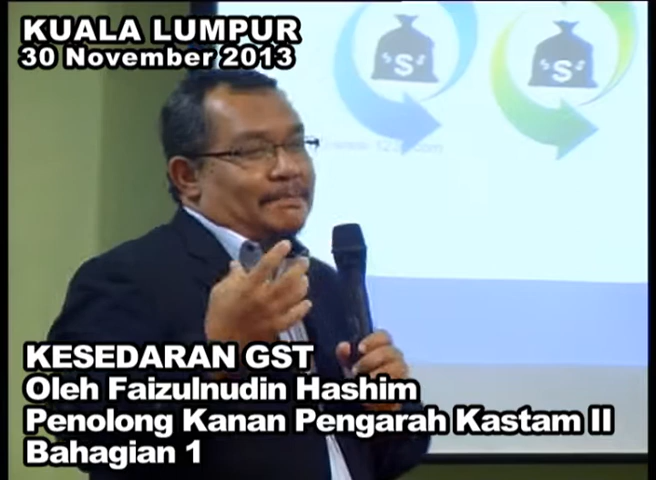 KUALA LUMPUR
30 November 2013
$ S $
$ S $
KESEDARAN GST
Oleh Faizulnudin Hashim
Penolong Kanan Pengarah Kastam II
Bahagian 1